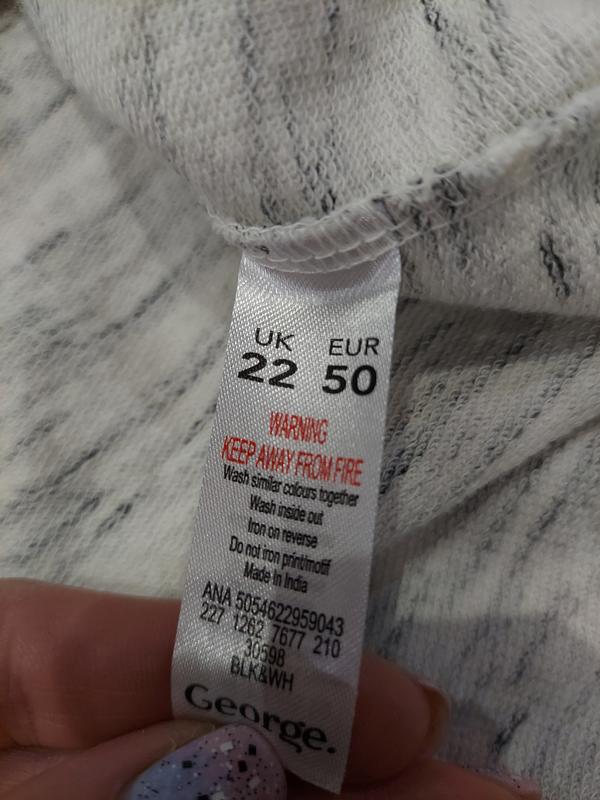 UK EUR
22 50
WARNING
KEEP AWAY FROM FIRE
Wash similar colours together
Wash inside out
Iron on reverse
Do not iron print/motif
Made In India
ANA 5054622959043
227 1262 7677 210
30598
BLK&WH
George.